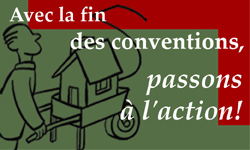 Avec la fin
des conventions,
passons
à l'action!